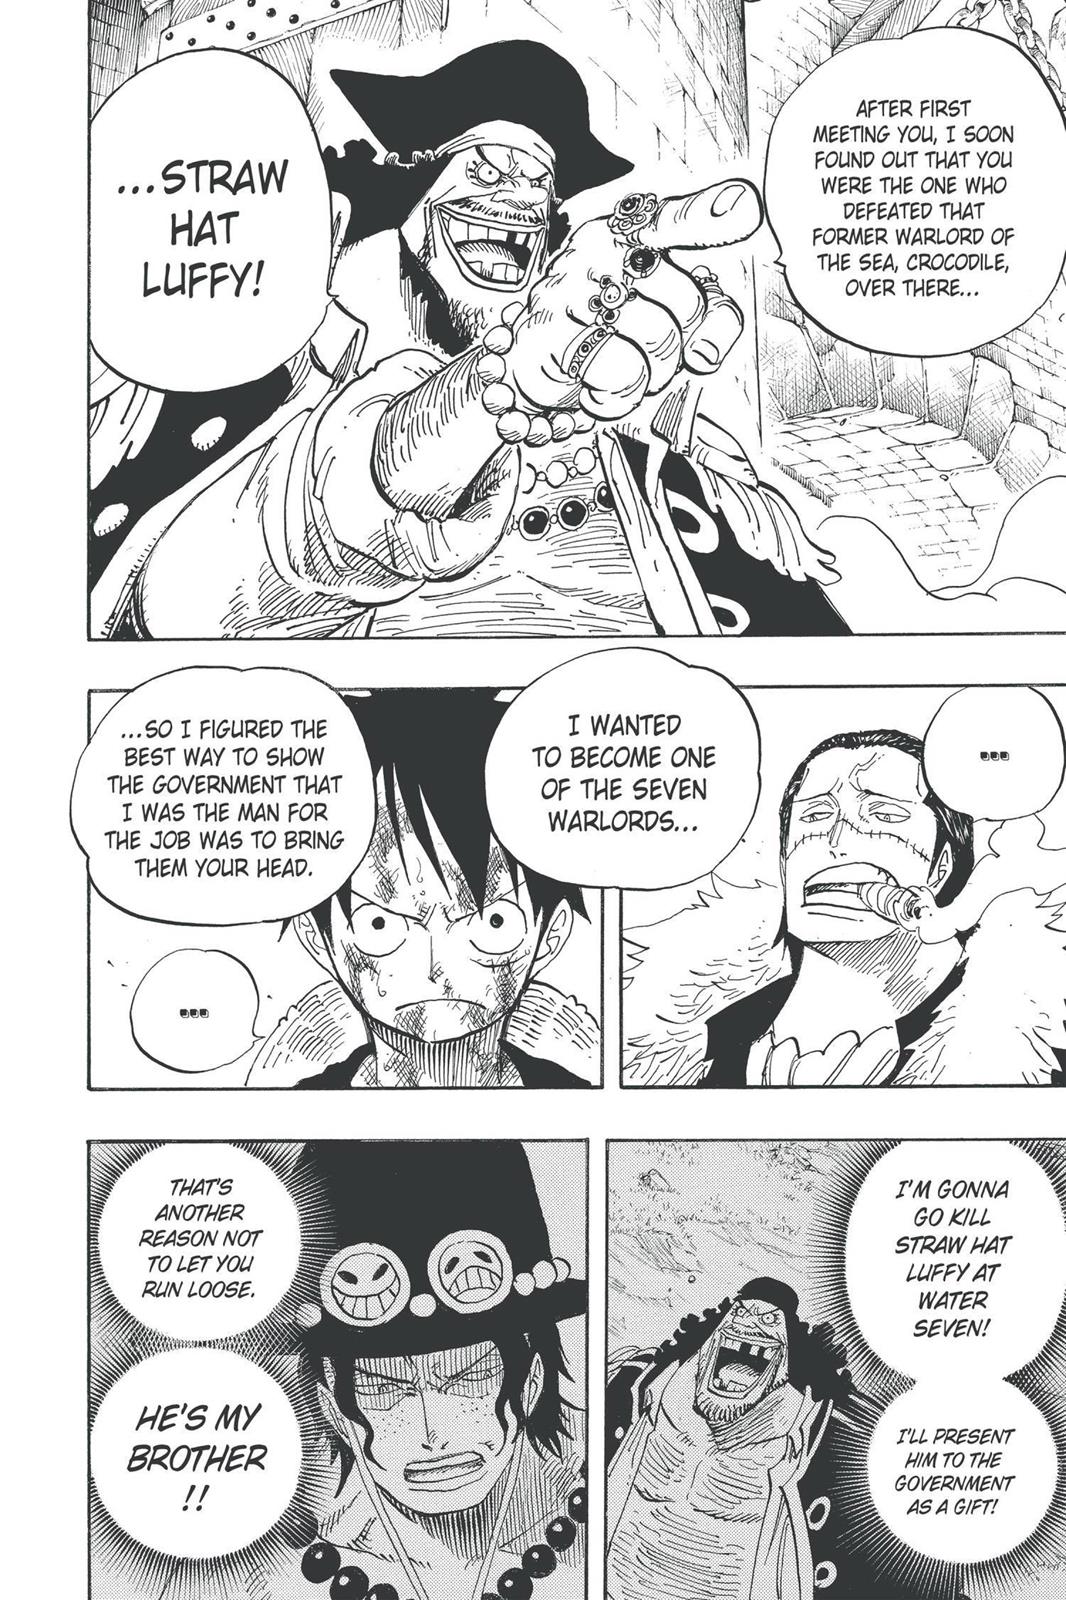 AFTER FIRST
MEETING YOU, I SOON
FOUND OUT THAT YOU
WERE THE ONE WHO
DEFEATED THAT
FORMER WARLORD OF
THE SEA, CROCODILE,
OVER THERE...
...STRAW
HAT
LUFFY!
...
I WANTED
TO BECOME ONE
OF THE SEVEN
WARLORDS...
...SO I FIGURED THE
BEST WAY TO SHOW
THE GOVERNMENT THAT
I WAS THE MAN FOR
THE JOB WAS TO BRING
THEM YOUR HEAD.
...
I'M GONNA
GO KILL
STRAW HAT
LUFFY AT
WATER
SEVEN!
I'LL PRESENT
HIM TO THE
GOVERNMENT
AS A GIFT!
THAT'S
ANOTHER
REASON NOT
TO LET YOU
RUN LOOSE.
HE'S MY
BROTHER
!!